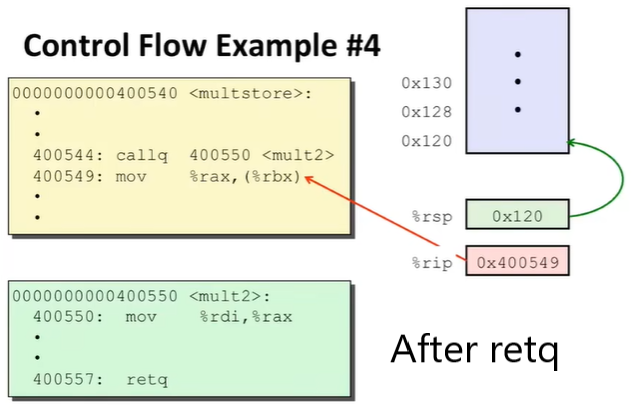 Control Flow Example #4
0000000000400540 <multstore>:
•
•
400544: callq 400550 <mult2>
400549: mov %rax,(%rbx)
•
•
0000000000400550 <mult2>:
400550: mov %rdi,%rax
•
•
400557: retq
•
0x130 •
0x128 •
0x120
%rsp 0x120
%rip 0x400549
After retq